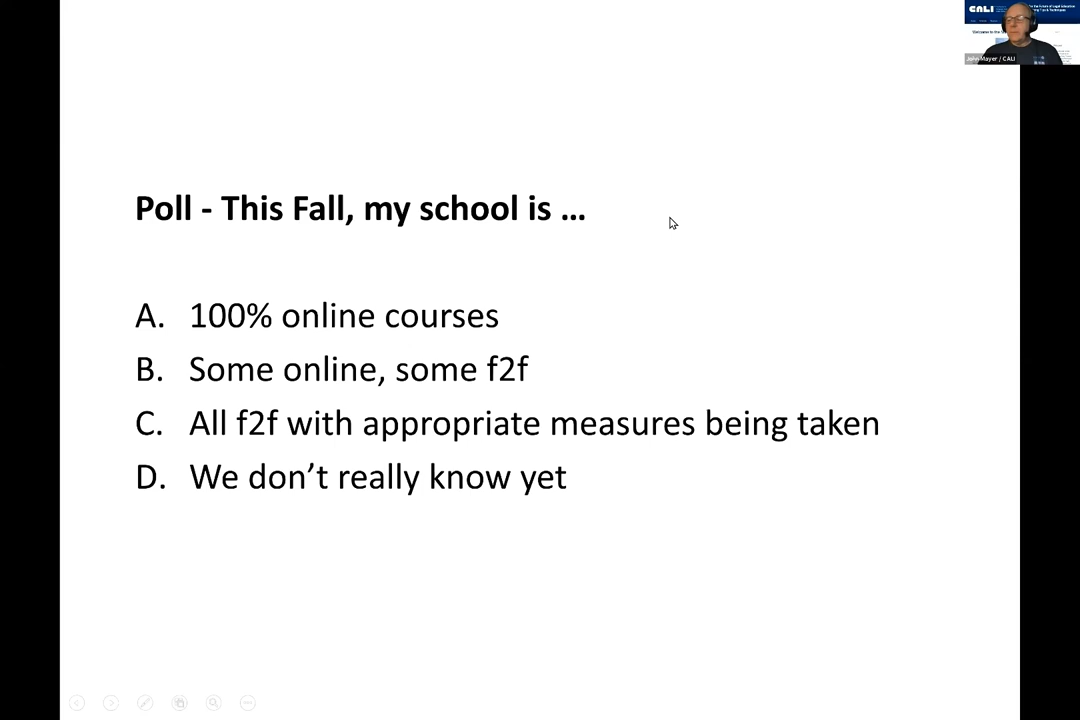 CALI
John Mayer / CALI
Poll - This Fall, my school is ...
A. 100% online courses
B. Some online, some f2f
C. All f2f with appropriate measures being taken
D. We don’t really know yet